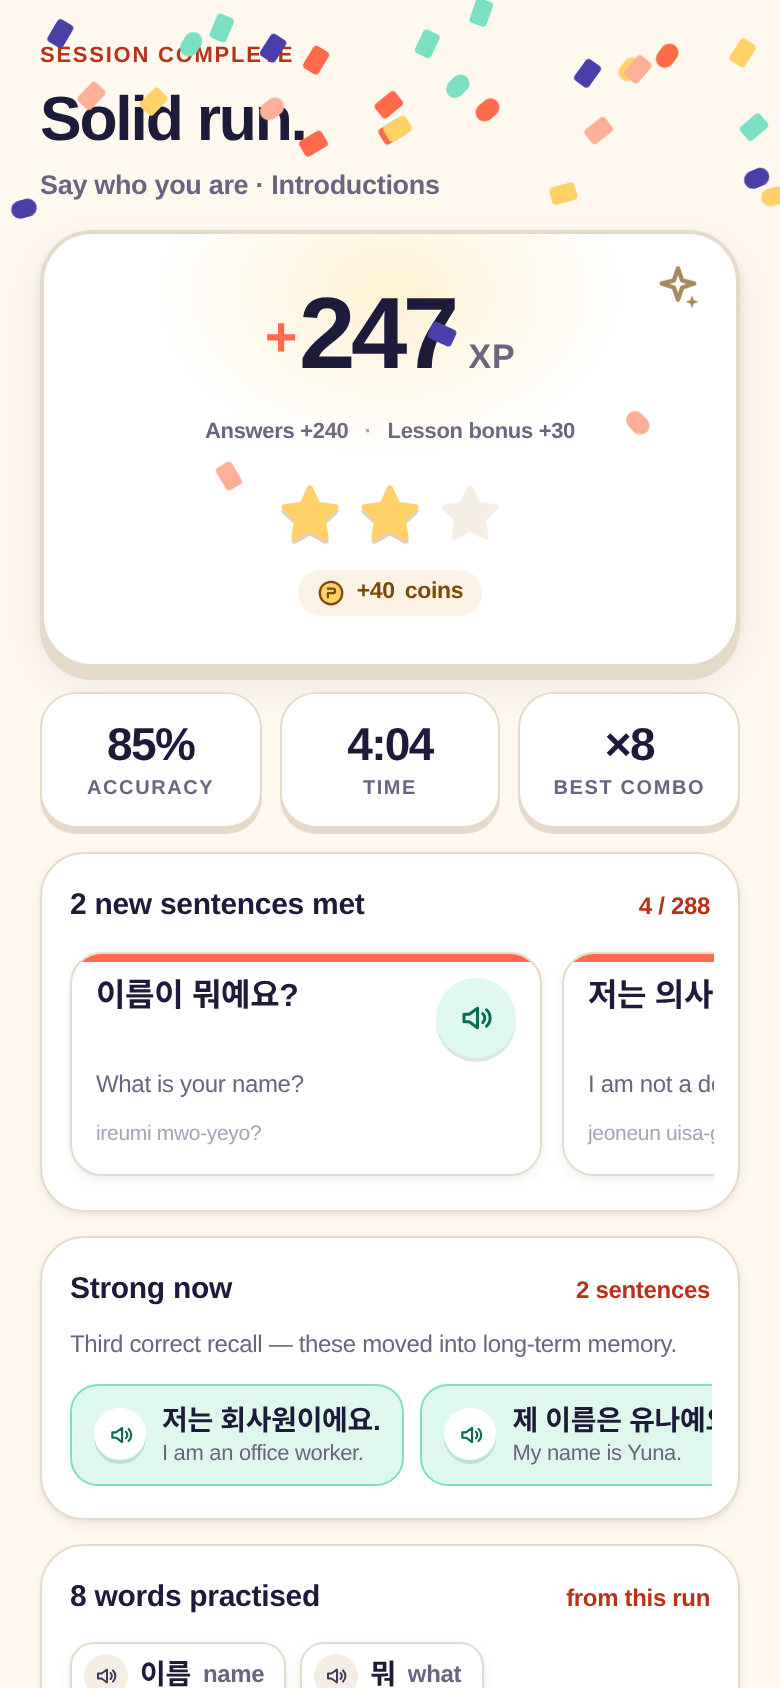 SESSION COMPLETE
Solid run.
Say who you are · Introductions
+247 XP
Answers +240 · Lesson bonus +30
+40 coins
85%
ACCURACY
4:04
TIME
×8
BEST COMBO
2 new sentences met
4 / 288
이름이 뭐예요?
What is your name?
ireumi mwo-yeyo?
저는 의사
I am not a de
jeoneun uisa-g
Strong now
2 sentences
Third correct recall — these moved into long-term memory.
저는 회사원이에요.
I am an office worker.
제 이름은 유나예요
My name is Yuna.
8 words practised
from this run
이름 name
뭐 what